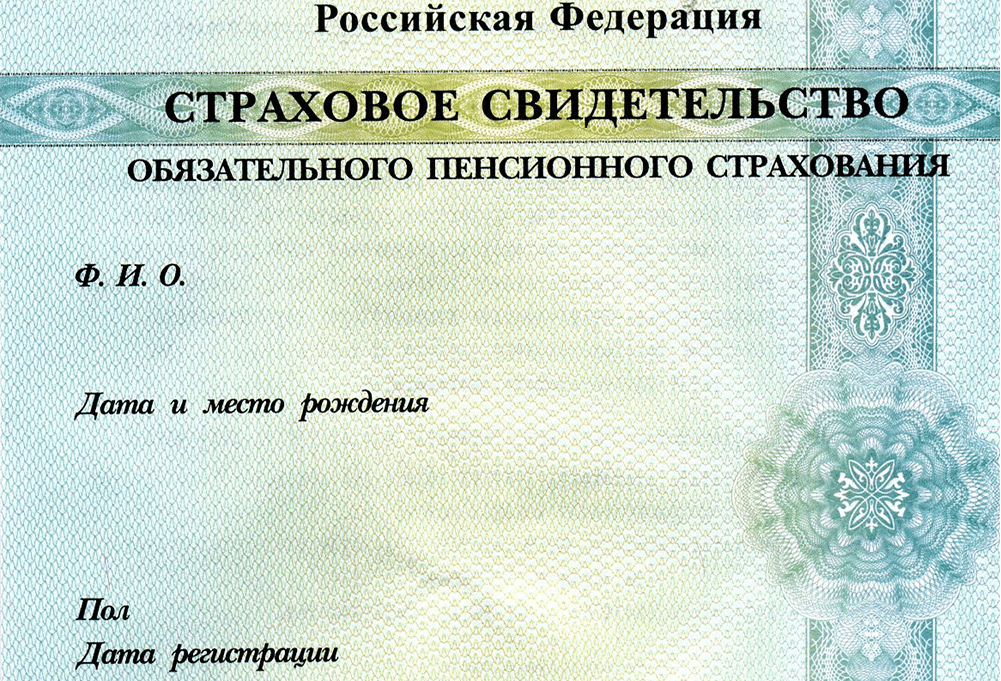 Российская Федерация
СТРАХОВОЕ СВИДЕТЕЛЬСТВО
ОБЯЗАТЕЛЬНОГО ПЕНСИОННОГО СТРАХОВАНИЯ
Ф. И. О.
Дата и место рождения
Пол
Дата регистрации